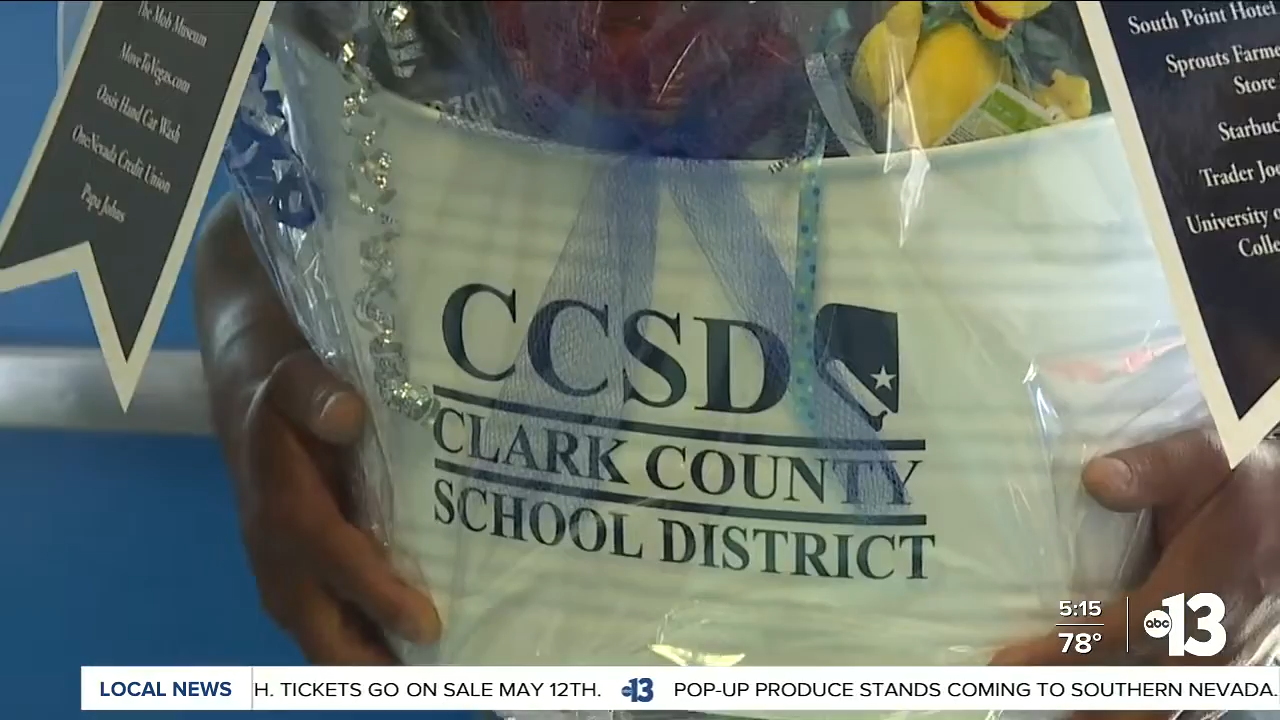 The Mob Museum
MoveToVegas.com
Oasis Hand Car Wash
OneNevada Credit Union
Papa Johns
South Point Hotel
Sprouts Farme
Store
Starbuc
Trader Joe
University o
Colle
CCSD
CLARK COUNTY
SCHOOL DISTRICT
5:15
78°
abc 13
LOCAL NEWS
H. TICKETS GO ON SALE MAY 12TH. 13 POP-UP PRODUCE STANDS COMING TO SOUTHERN NEVADA.